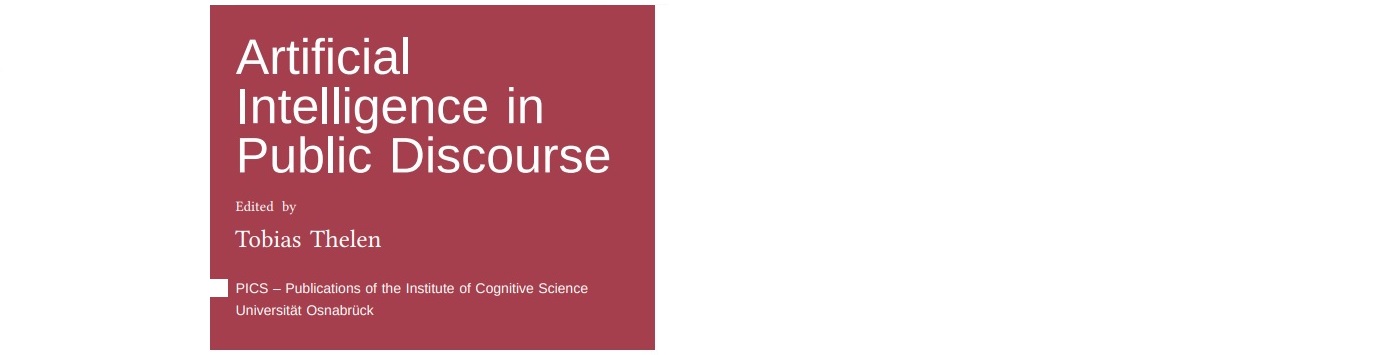 Artificial
Intelligence in
Public Discourse
Edited by
Tobias Thelen
PICS – Publications of the Institute of Cognitive Science
Universität Osnabrück